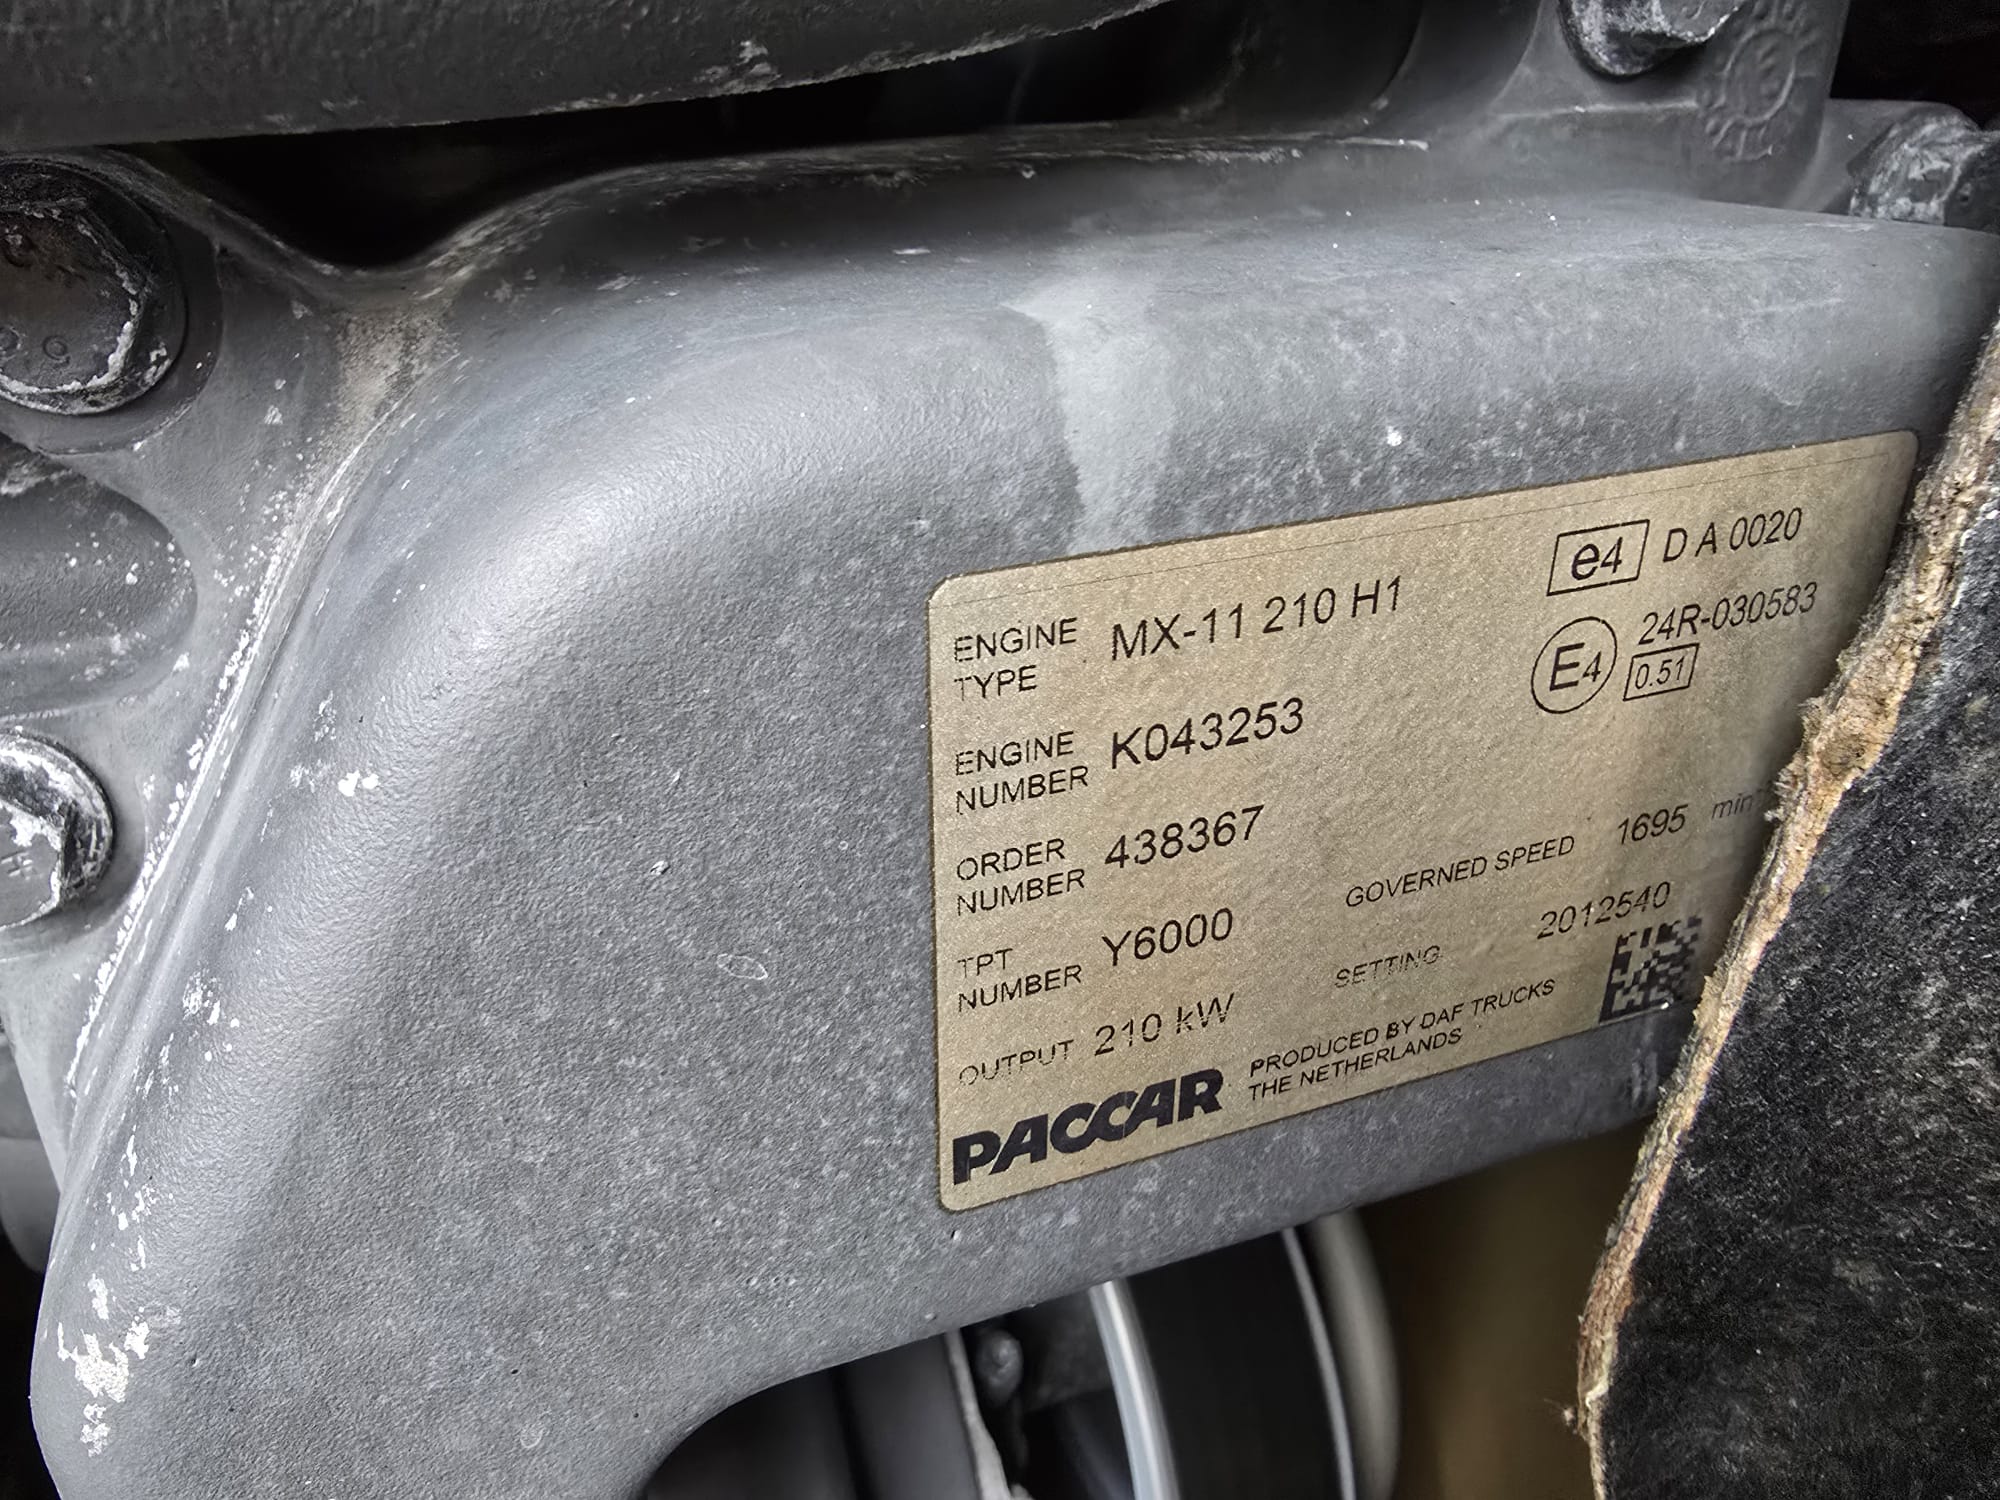 ENGINE TYPE MX-11 210 H1
e4 D A 0020
E4 24R-030583
0.51
ENGINE NUMBER K043253
ORDER NUMBER 438367
GOVERNED SPEED 1695 min
TPT NUMBER Y6000
SETTING 2012540
OUTPUT 210 kW
PACCAR
PRODUCED BY DAF TRUCKS
THE NETHERLANDS